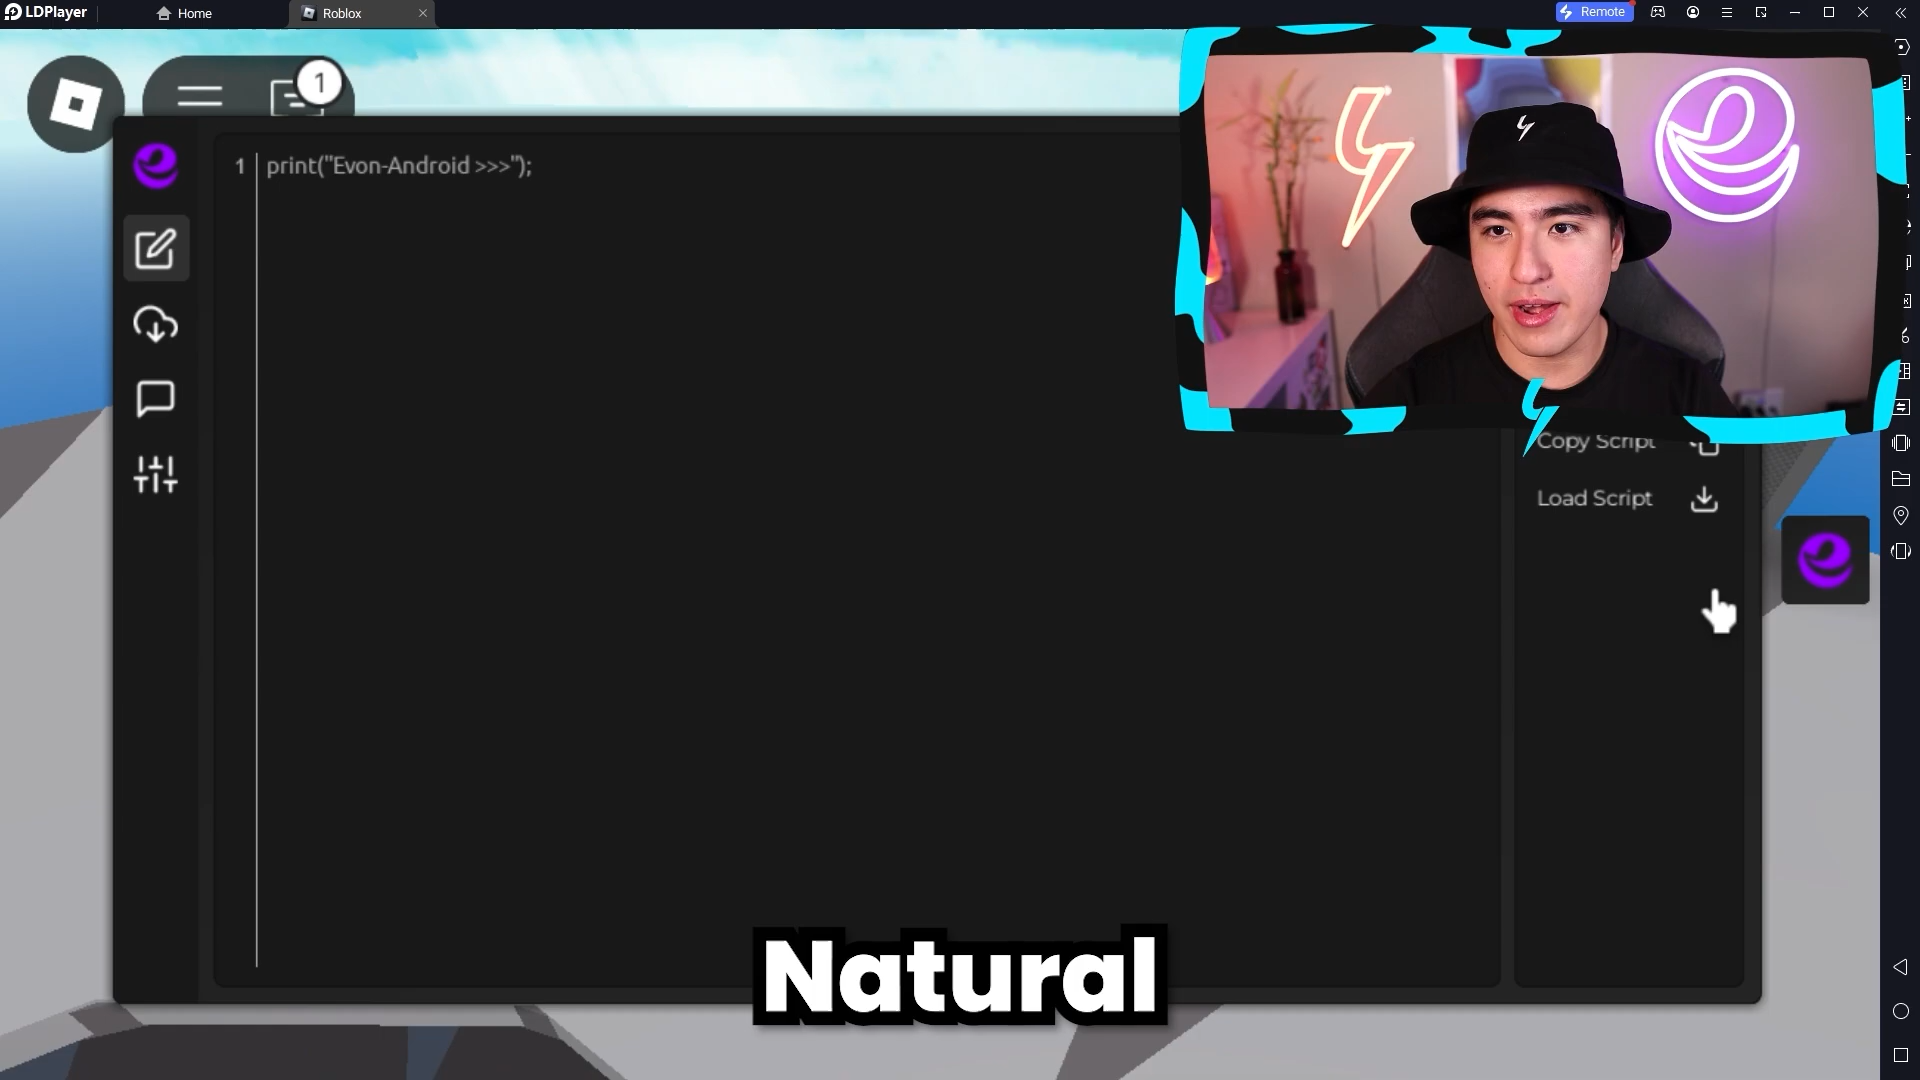 LDPlayer
Home
Roblox
Remote
1
1 print("Evon-Android >>>");
Copy Script
Load Script
Natural